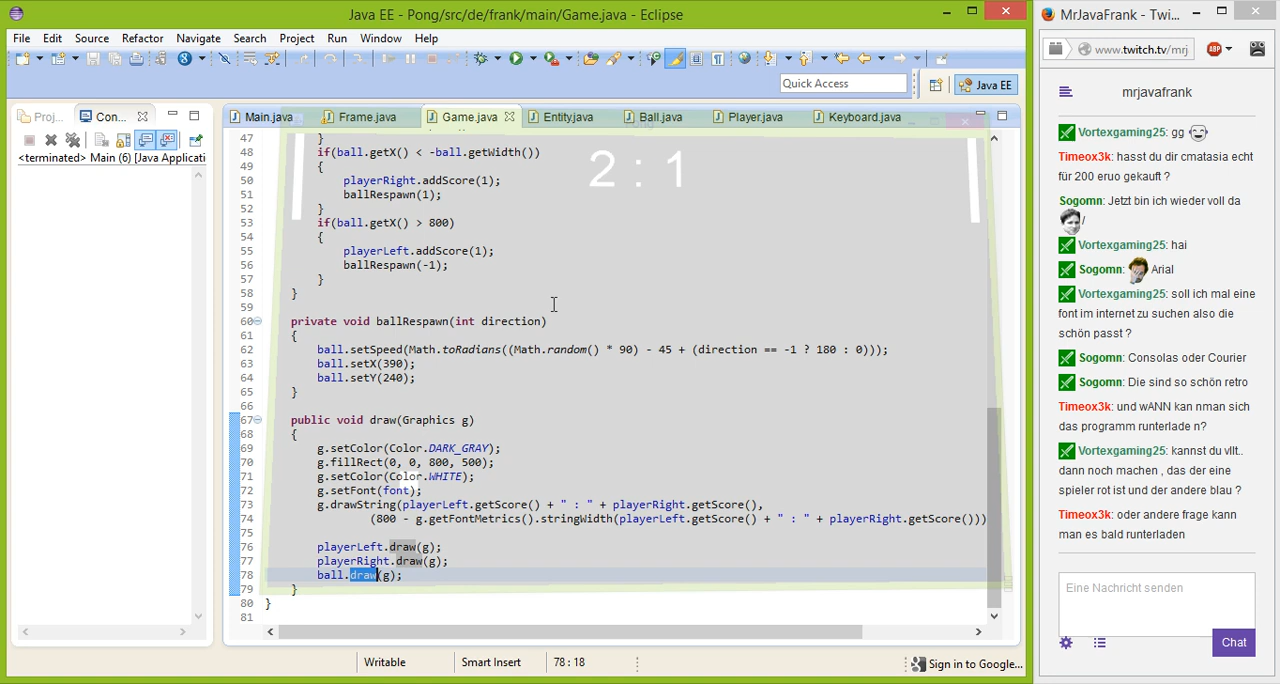 Java EE - Pong/src/de/frank/main/Game.java - Eclipse
File Edit Source Refactor Navigate Search Project Run Window Help
Quick Access
Java EE
Proj...
Con...
<terminated> Main (6) [Java Applicati
Main.java Frame.java Game.java Entity.java Ball.java Player.java Keyboard.java
2 : 1
47 }
48 if(ball.getX() < -ball.getWidth())
49 {
50 playerRight.addScore(1);
51 ballRespawn(1);
52 }
53 if(ball.getX() > 800)
54 {
55 playerLeft.addScore(1);
56 ballRespawn(-1);
57 }
58 }
59
60 private void ballRespawn(int direction)
61 {
62 ball.setSpeed(Math.toRadians((Math.random() * 90) - 45 + (direction == -1 ? 180 : 0)));
63 ball.setX(390);
64 ball.setY(240);
65 }
66
67 public void draw(Graphics g)
68 {
69 g.setColor(Color.DARK_GRAY);
70 g.fillRect(0, 0, 800, 500);
71 g.setColor(Color.WHITE);
72 g.setFont(font);
73 g.drawString(playerLeft.getScore() + " : " + playerRight.getScore(),
74 (800 - g.getFontMetrics().stringWidth(playerLeft.getScore() + " : " + playerRight.getScore()))
75
76 playerLeft.draw(g);
77 playerRight.draw(g);
78 ball.draw(g);
79 }
80 }
81
Writable Smart Insert 78 : 18
Sign in to Google...
MrJavaFrank - Twi...
www.twitch.tv/mrj
ABP
mrjavafrank
Vortexgaming25: gg
Timeox3k: hasst du dir cmatasia echt
für 200 eruo gekauft ?
Sogomn: Jetzt bin ich wieder voll da
/
Vortexgaming25: hai
Sogomn: Arial
Vortexgaming25: soll ich mal eine
font im internet zu suchen also die
schön passt ?
Sogomn: Consolas oder Courier
Sogomn: Die sind so schön retro
Timeox3k: und wANN kan nman sich
das programm runterlade n?
Vortexgaming25: kannst du vllt..
dann noch machen , das der eine
spieler rot ist und der andere blau ?
Timeox3k: oder andere frage kann
man es bald runterladen
Eine Nachricht senden
Chat